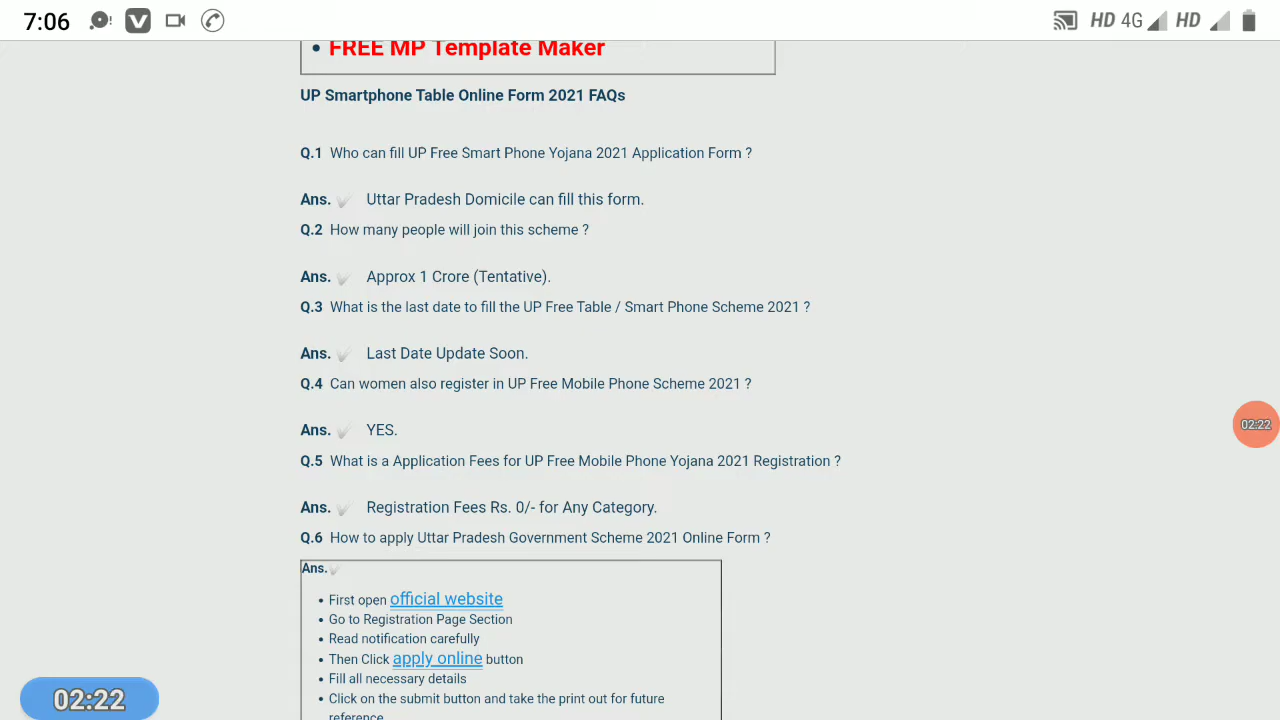 7:06
HD 4G HD
• FREE MP Template Maker
UP Smartphone Table Online Form 2021 FAQs
Q.1 Who can fill UP Free Smart Phone Yojana 2021 Application Form ?
Ans. Uttar Pradesh Domicile can fill this form.
Q.2 How many people will join this scheme ?
Ans. Approx 1 Crore (Tentative).
Q.3 What is the last date to fill the UP Free Table / Smart Phone Scheme 2021 ?
Ans. Last Date Update Soon.
Q.4 Can women also register in UP Free Mobile Phone Scheme 2021 ?
Ans. YES.
02:22
Q.5 What is a Application Fees for UP Free Mobile Phone Yojana 2021 Registration ?
Ans. Registration Fees Rs. 0/- for Any Category.
Q.6 How to apply Uttar Pradesh Government Scheme 2021 Online Form ?
Ans.
• First open official website
• Go to Registration Page Section
• Read notification carefully
• Then Click apply online button
• Fill all necessary details
• Click on the submit button and take the print out for future
reference
02:22